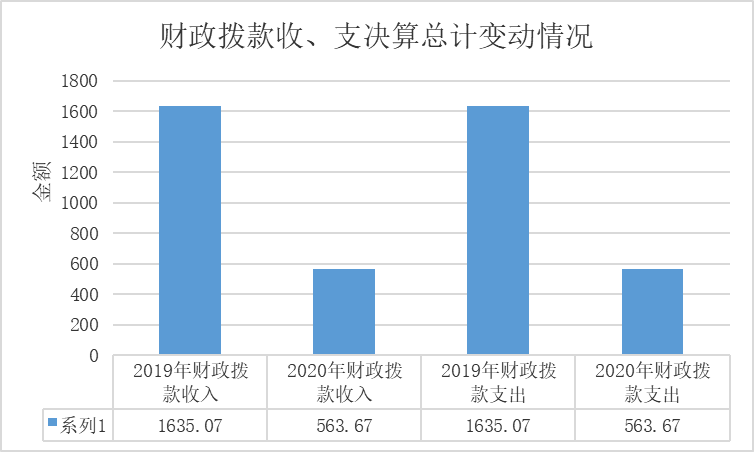 财政拨款收、支决算总计变动情况
金额
1800
1600
1400
1200
1000
800
600
400
200
0
2019年财政拨
款收入
2020年财政拨
款收入
2019年财政拨
款支出
2020年财政拨
款支出
系列1 1635.07 563.67 1635.07 563.67